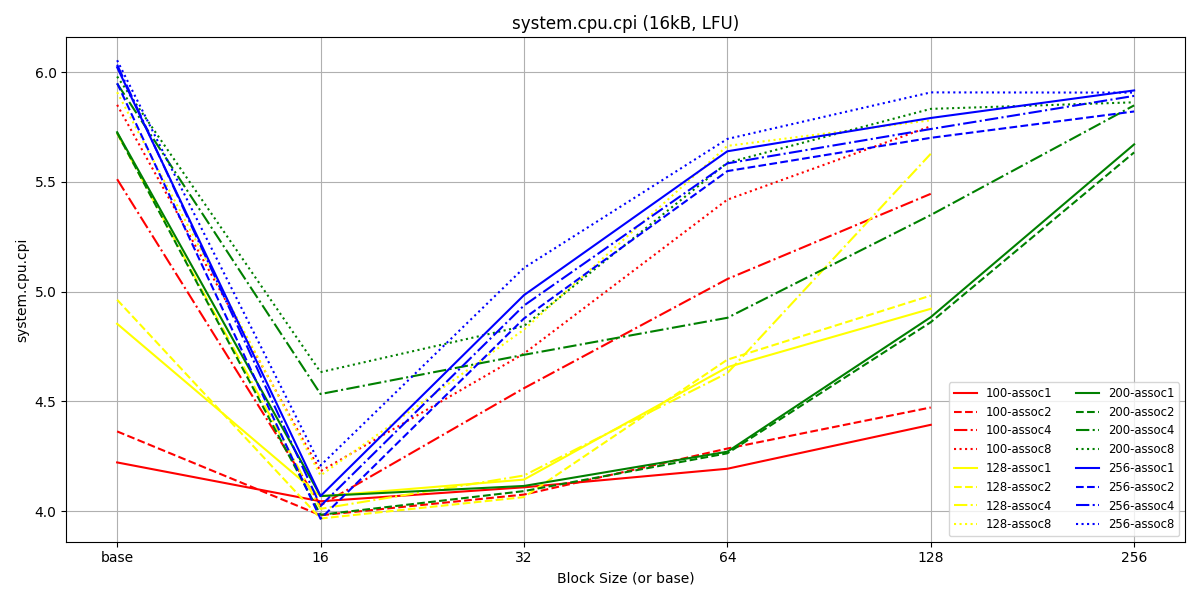 system.cpu.cpi (16kB, LFU)
system.cpu.cpi
6.0
5.5
5.0
4.5
4.0
base 16 32 64 128 256
Block Size (or base)
100-assoc1
100-assoc2
100-assoc4
100-assoc8
128-assoc1
128-assoc2
128-assoc4
128-assoc8
200-assoc1
200-assoc2
200-assoc4
200-assoc8
256-assoc1
256-assoc2
256-assoc4
256-assoc8